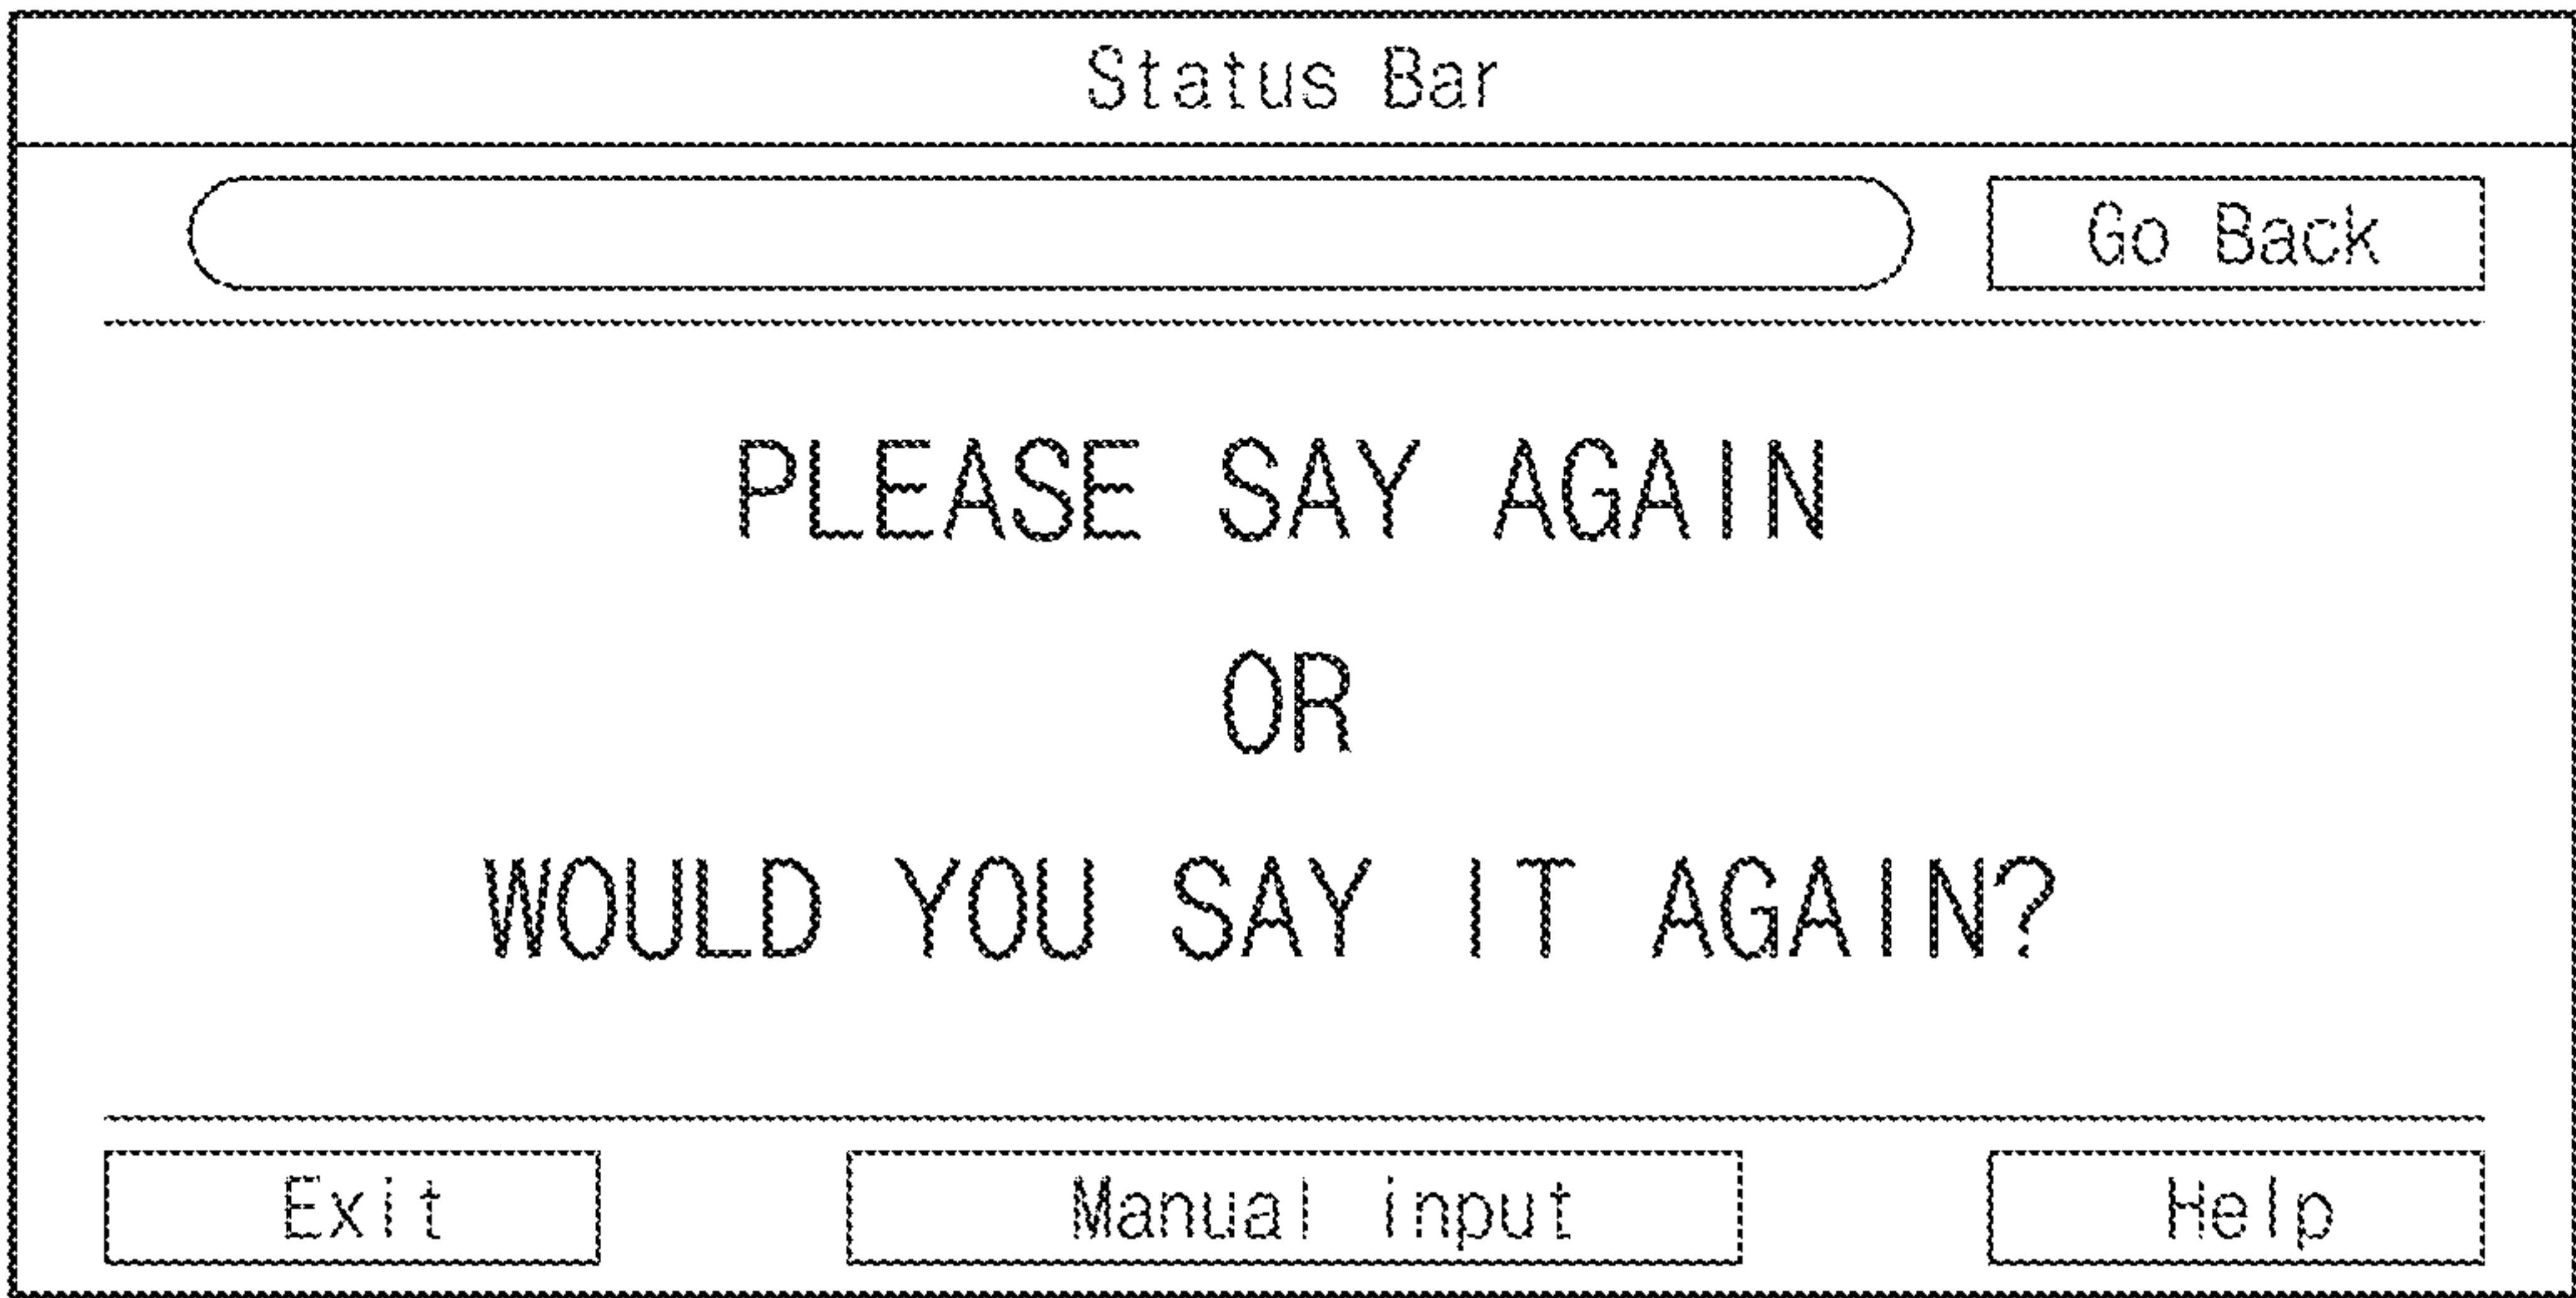 Status Bar
Go Back
PLEASE SAY AGAIN
OR
WOULD YOU SAY IT AGAIN?
Exit Manual input Help